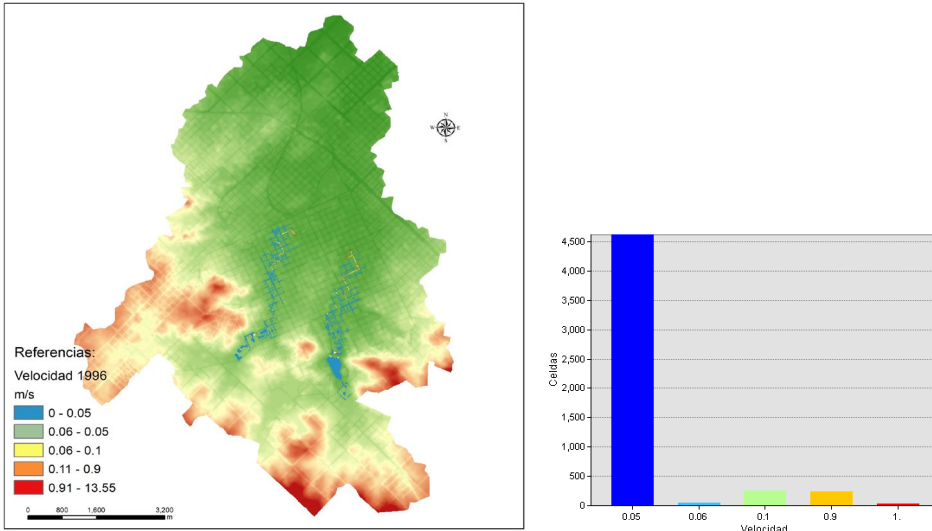 N
W E
S
Referencias:
Velocidad 1996
m/s
0 - 0.05
0.06 - 0.05
0.06 - 0.1
0.11 - 0.9
0.91 - 13.55
0 800 1,600 3,200
m
4,500
4,000
3,500
3,000
2,500
2,000
1,500
1,000
500
0
Celdas
0.05 0.06 0.1 0.9 1.
Velocidad